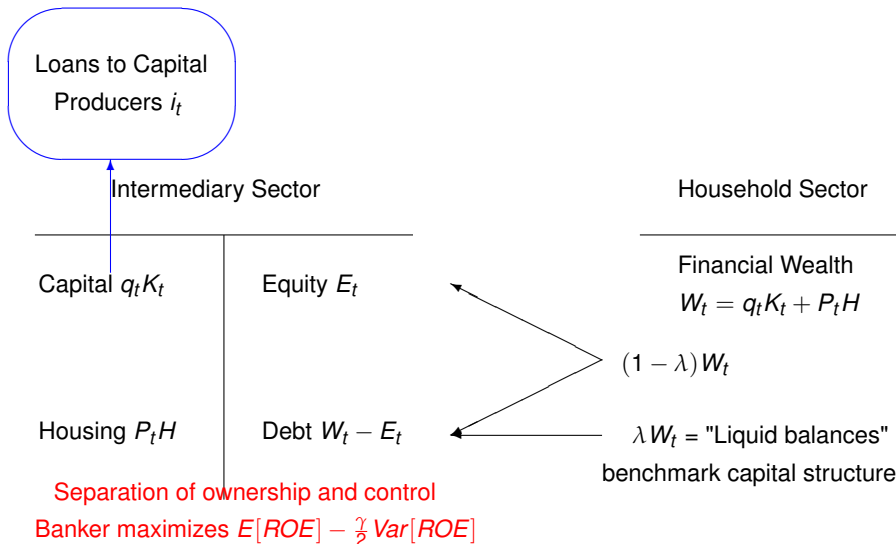 Loans to Capital
Producers i_t
Intermediary Sector
Household Sector
Capital q_tK_t
Equity E_t
Financial Wealth
W_t = q_tK_t + P_tH
(1 − λ)W_t
Housing P_tH
Debt W_t − E_t
λW_t = "Liquid balances"
benchmark capital structure
Separation of ownership and control
Banker maximizes E[ROE] − γ/2 Var[ROE]